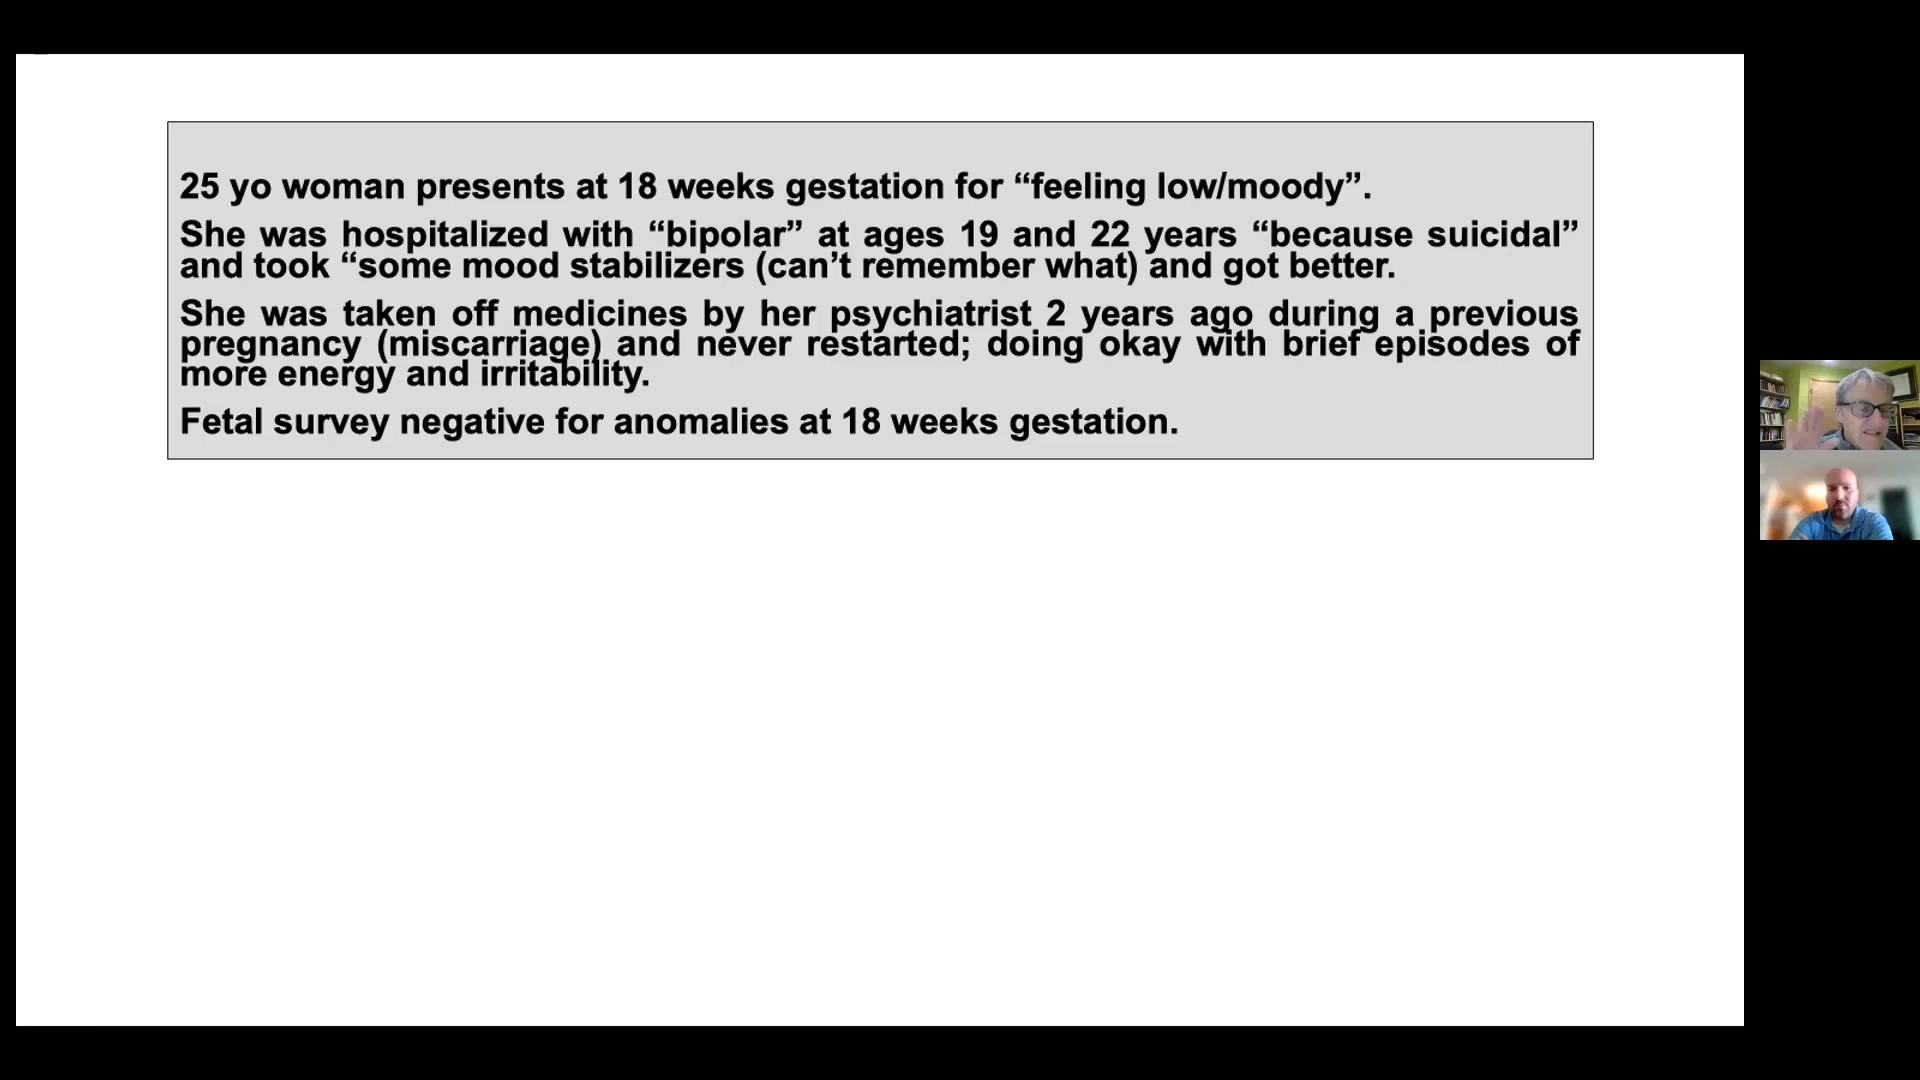 25 yo woman presents at 18 weeks gestation for “feeling low/moody”.
She was hospitalized with “bipolar” at ages 19 and 22 years “because suicidal”
and took “some mood stabilizers (can’t remember what) and got better.
She was taken off medicines by her psychiatrist 2 years ago during a previous
pregnancy (miscarriage) and never restarted; doing okay with brief episodes of
more energy and irritability.
Fetal survey negative for anomalies at 18 weeks gestation.